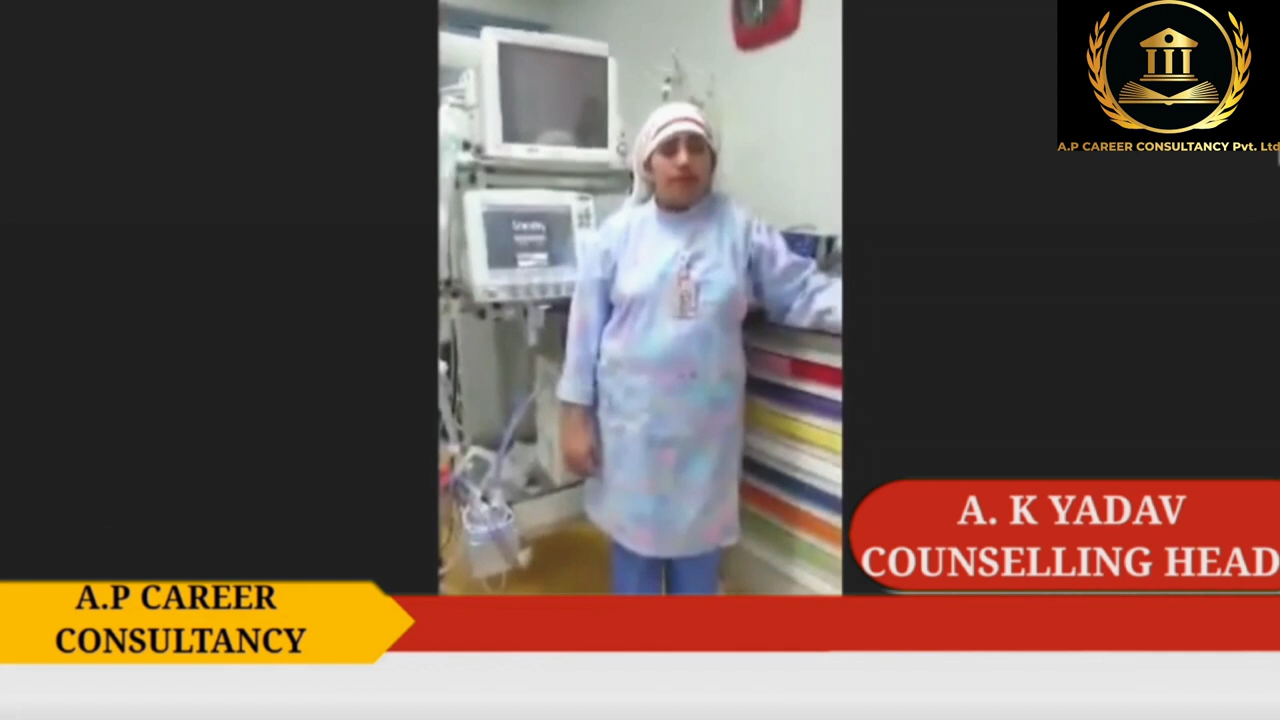 A.P CAREER CONSULTANCY Pvt. Ltd
A. K YADAV
COUNSELLING HEAD
A.P CAREER
CONSULTANCY